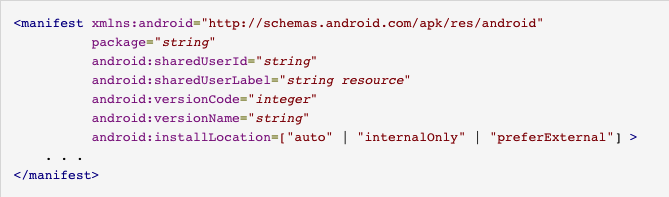 <manifest xmlns:android="http://schemas.android.com/apk/res/android"
package="string"
android:sharedUserId="string"
android:sharedUserLabel="string resource"
android:versionCode="integer"
android:versionName="string"
android:installLocation=["auto" | "internalOnly" | "preferExternal"] >
. . .
</manifest>